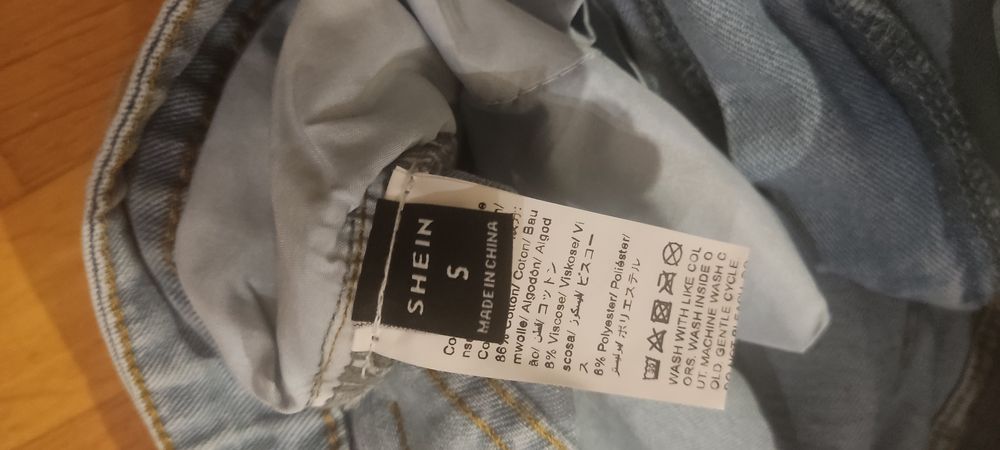 SHEIN
S
MADE IN CHINA
86% Cotton/ Coton/ Bau
mwolle/ Algodón/ Algod
ão/ コットン
8% Viscose/ Viskose/ Vi
scosa/ ビスコー
ス
8% Polyester/ Poliéster/
ポリエステル
WASH WITH LIKE COL
ORS. WASH INSIDE O
UT. MACHINE WASH C
OLD. GENTLE CYCLE